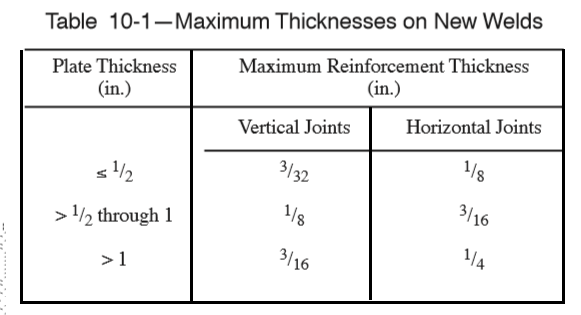 Table 10-1—Maximum Thicknesses on New Welds
Plate Thickness
(in.)
Maximum Reinforcement Thickness
(in.)
Vertical Joints Horizontal Joints
≤ 1/2 3/32 1/8
> 1/2 through 1 1/8 3/16
> 1 3/16 1/4